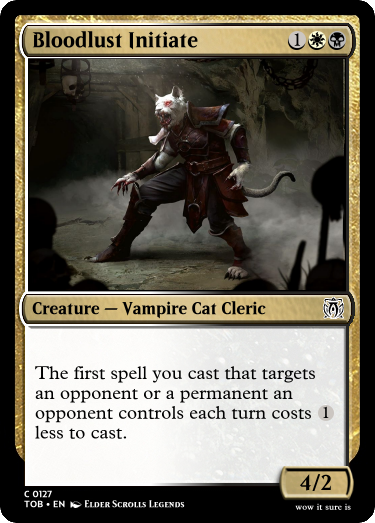 Bloodlust Initiate 1
Creature — Vampire Cat Cleric
The first spell you cast that targets
an opponent or a permanent an
opponent controls each turn costs 1
less to cast.
4/2
C 0127
TOB • EN Elder Scrolls Legends
wow it sure is